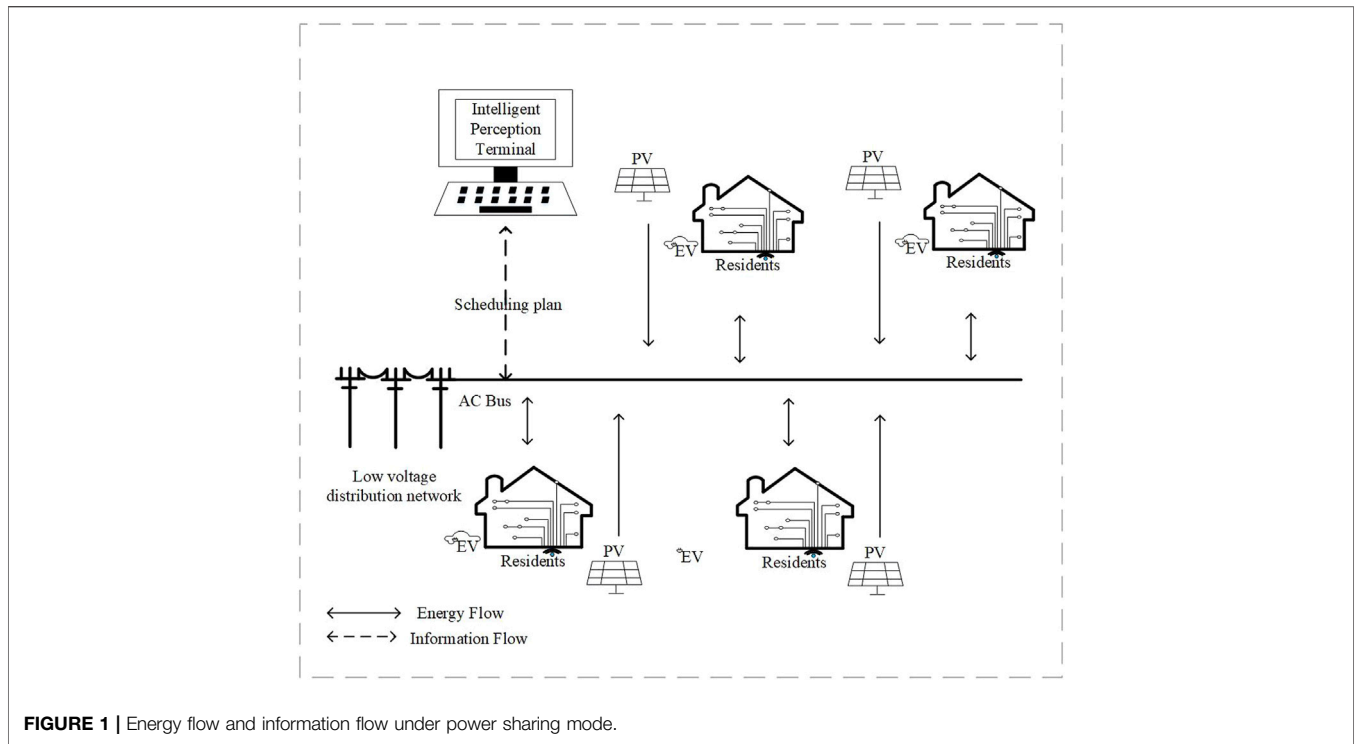 Intelligent
Perception
Terminal
PV
PV
EV
Residents
EV
Residents
Scheduling plan
AC Bus
Low voltage
distribution network
EV
Residents
PV
EV
Residents
PV
Energy Flow
Information Flow
FIGURE 1 | Energy flow and information flow under power sharing mode.